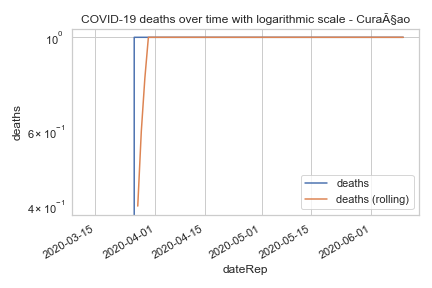 COVID-19 deaths over time with logarithmic scale - CuraÃ§ao
10⁰
6 × 10⁻¹
4 × 10⁻¹
deaths
deaths
deaths (rolling)
2020-03-15
2020-04-01
2020-04-15
2020-05-01
2020-05-15
2020-06-01
dateRep